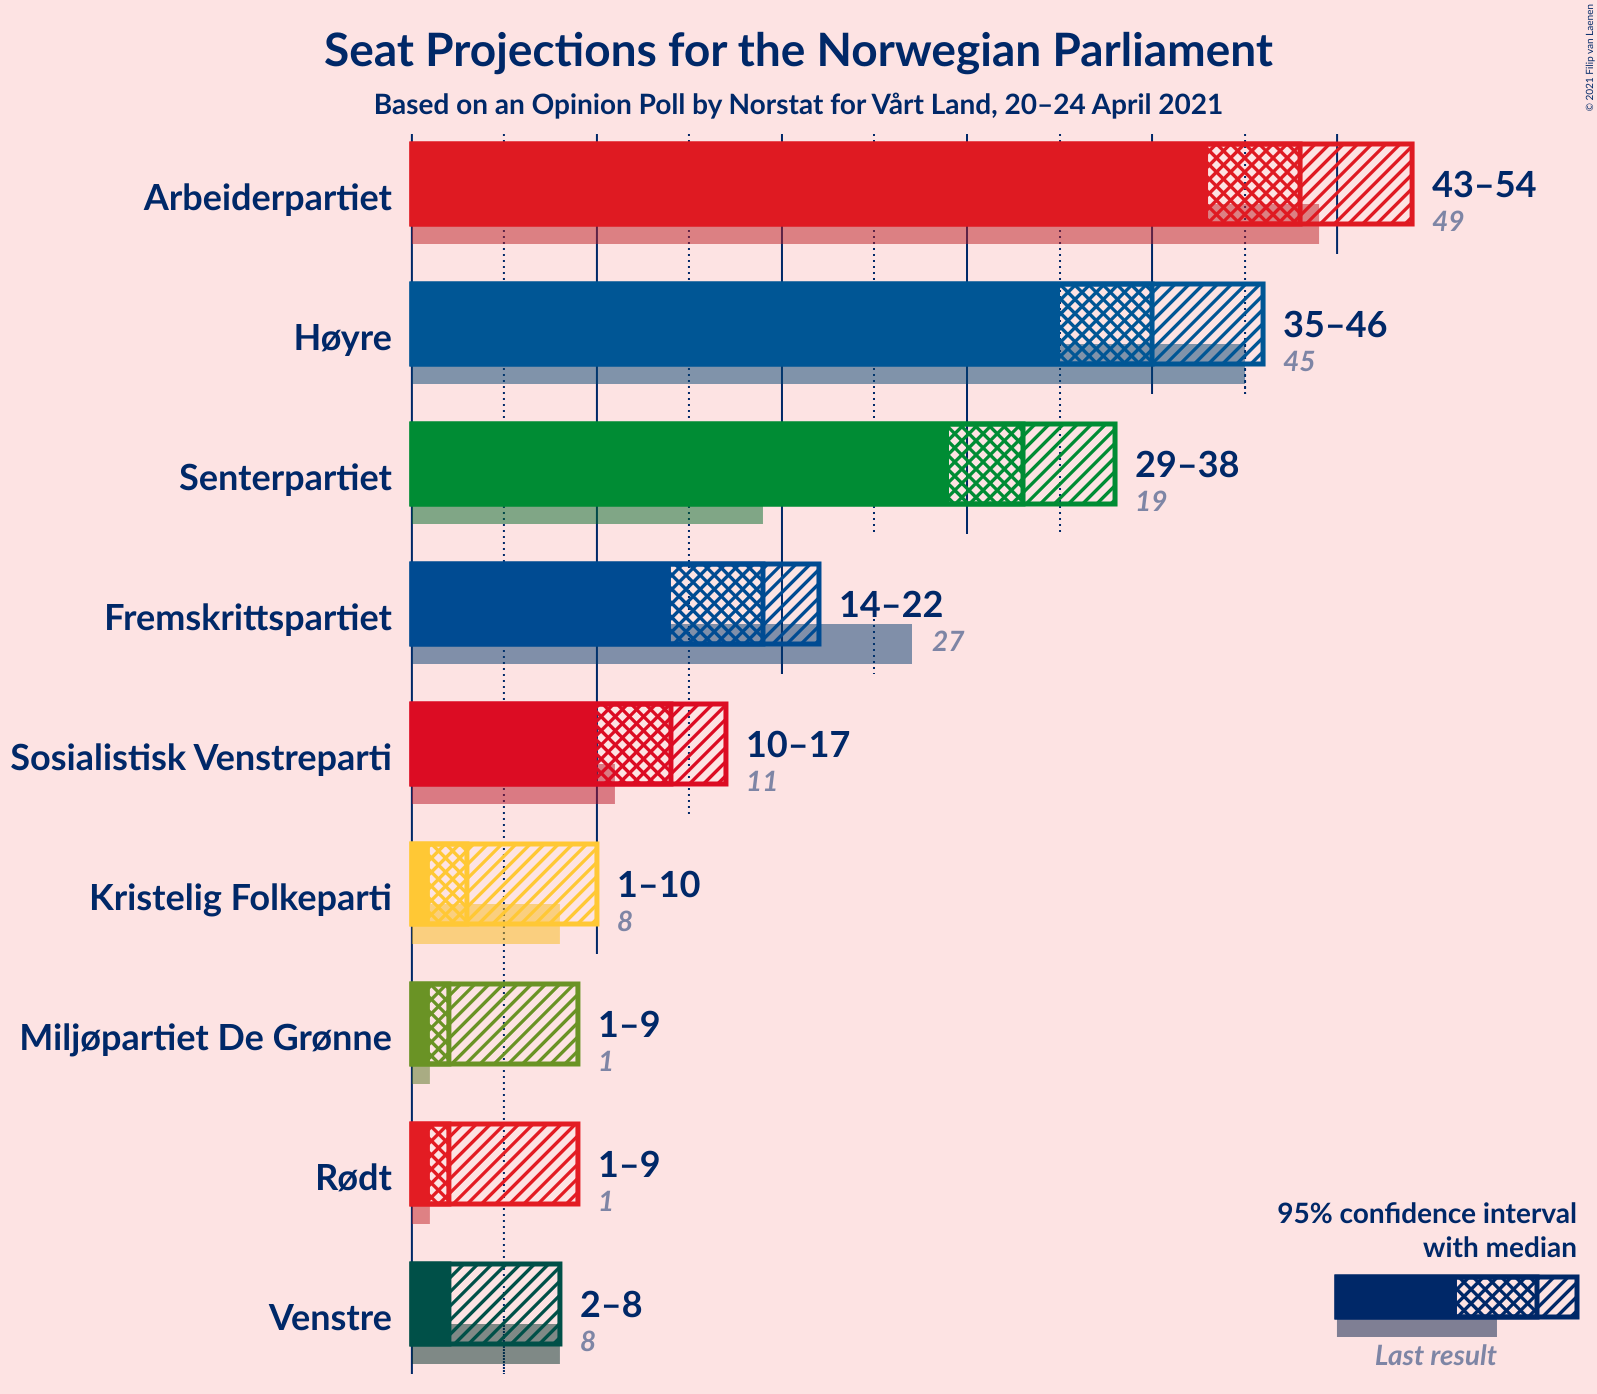 Seat Projections for the Norwegian Parliament
Based on an Opinion Poll by Norstat for Vårt Land, 20–24 April 2021
© 2021 Filip van Laenen
Arbeiderpartiet
43–54
49
Høyre
35–46
45
Senterpartiet
29–38
19
Fremskrittspartiet
14–22
27
Sosialistisk Venstreparti
10–17
11
Kristelig Folkeparti
1–10
8
Miljøpartiet De Grønne
1–9
1
Rødt
1–9
1
Venstre
2–8
8
95% confidence interval
with median
Last result